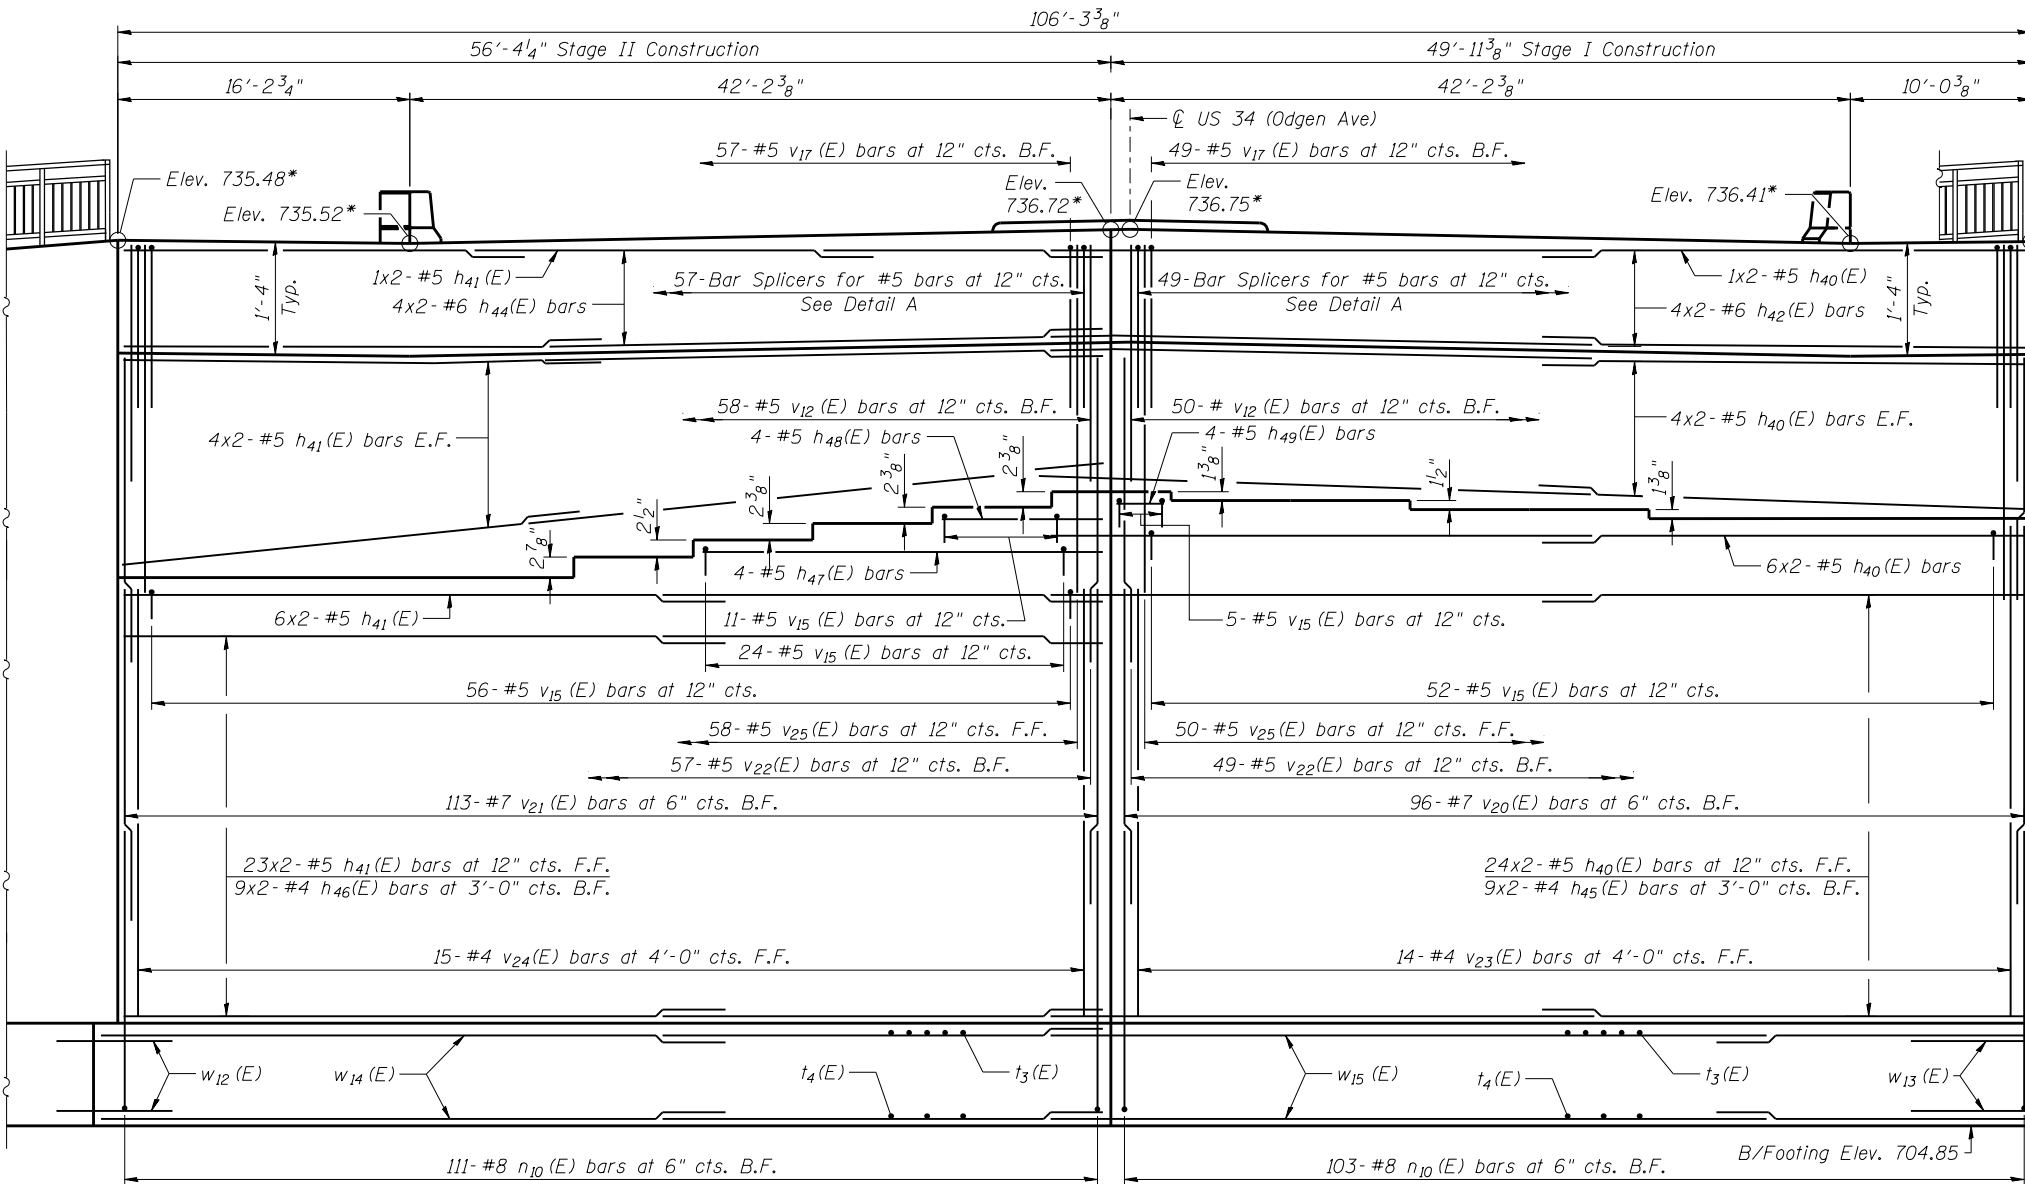 106'-3 3/8"
56'-4 1/4" Stage II Construction
49'-11 3/8" Stage I Construction
16'-2 3/4"
42'-2 3/8"
42'-2 3/8"
10'-0 3/8"
℄ US 34 (Odgen Ave)
57-#5 v17(E) bars at 12" cts. B.F.
49-#5 v17(E) bars at 12" cts. B.F.
Elev. 735.48*
Elev. 735.52*
Elev.
736.72*
Elev.
736.75*
Elev. 736.41*
1'-4"
Typ.
1x2-#5 h41(E)
4x2-#6 h44(E) bars
57-Bar Splicers for #5 bars at 12" cts.
See Detail A
49-Bar Splicers for #5 bars at 12" cts.
See Detail A
1x2-#5 h40(E)
4x2-#6 h42(E) bars
1'-4"
Typ.
58-#5 v12(E) bars at 12" cts. B.F.
50-# v12(E) bars at 12" cts. B.F.
4x2-#5 h41(E) bars E.F.
4-#5 h48(E) bars
4-#5 h49(E) bars
4x2-#5 h40(E) bars E.F.
2 7/8"
2 1/2"
2 3/8"
2 3/8"
2 3/8"
1 3/8"
1 1/2"
1 3/8"
4-#5 h47(E) bars
6x2-#5 h40(E) bars
6x2-#5 h41(E)
11-#5 v15(E) bars at 12" cts.
5-#5 v15(E) bars at 12" cts.
24-#5 v15(E) bars at 12" cts.
56-#5 v15(E) bars at 12" cts.
52-#5 v15(E) bars at 12" cts.
58-#5 v25(E) bars at 12" cts. F.F.
50-#5 v25(E) bars at 12" cts. F.F.
57-#5 v22(E) bars at 12" cts. B.F.
49-#5 v22(E) bars at 12" cts. B.F.
113-#7 v21(E) bars at 6" cts. B.F.
96-#7 v20(E) bars at 6" cts. B.F.
23x2-#5 h41(E) bars at 12" cts. F.F.
9x2-#4 h46(E) bars at 3'-0" cts. B.F.
24x2-#5 h40(E) bars at 12" cts. F.F.
9x2-#4 h45(E) bars at 3'-0" cts. B.F.
15-#4 v24(E) bars at 4'-0" cts. F.F.
14-#4 v23(E) bars at 4'-0" cts. F.F.
w12(E)
w14(E)
t4(E)
t3(E)
w15(E)
t4(E)
t3(E)
w13(E)
B/Footing Elev. 704.85
111-#8 n10(E) bars at 6" cts. B.F.
103-#8 n10(E) bars at 6" cts. B.F.